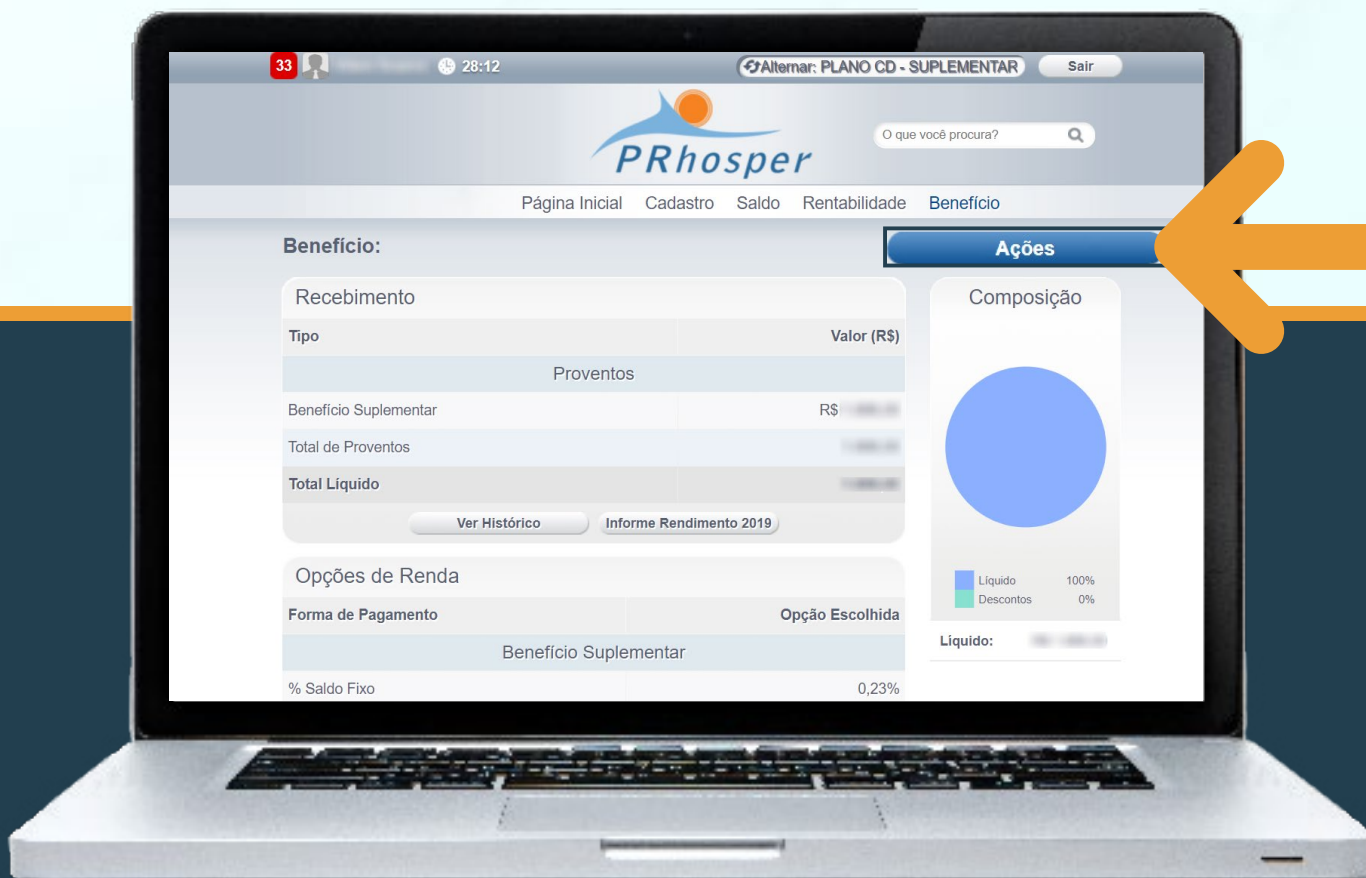 33 28:12 Alternar: PLANO CD - SUPLEMENTAR Sair
PRhosper
O que você procura?
Página Inicial Cadastro Saldo Rentabilidade Benefício
Benefício:
Ações
Recebimento
Tipo Valor (R$)
Proventos
Benefício Suplementar R$
Total de Proventos
Total Líquido
Ver Histórico Informe Rendimento 2019
Opções de Renda
Forma de Pagamento Opção Escolhida
Benefício Suplementar
% Saldo Fixo 0,23%
Composição
Líquido 100%
Descontos 0%
Líquido: